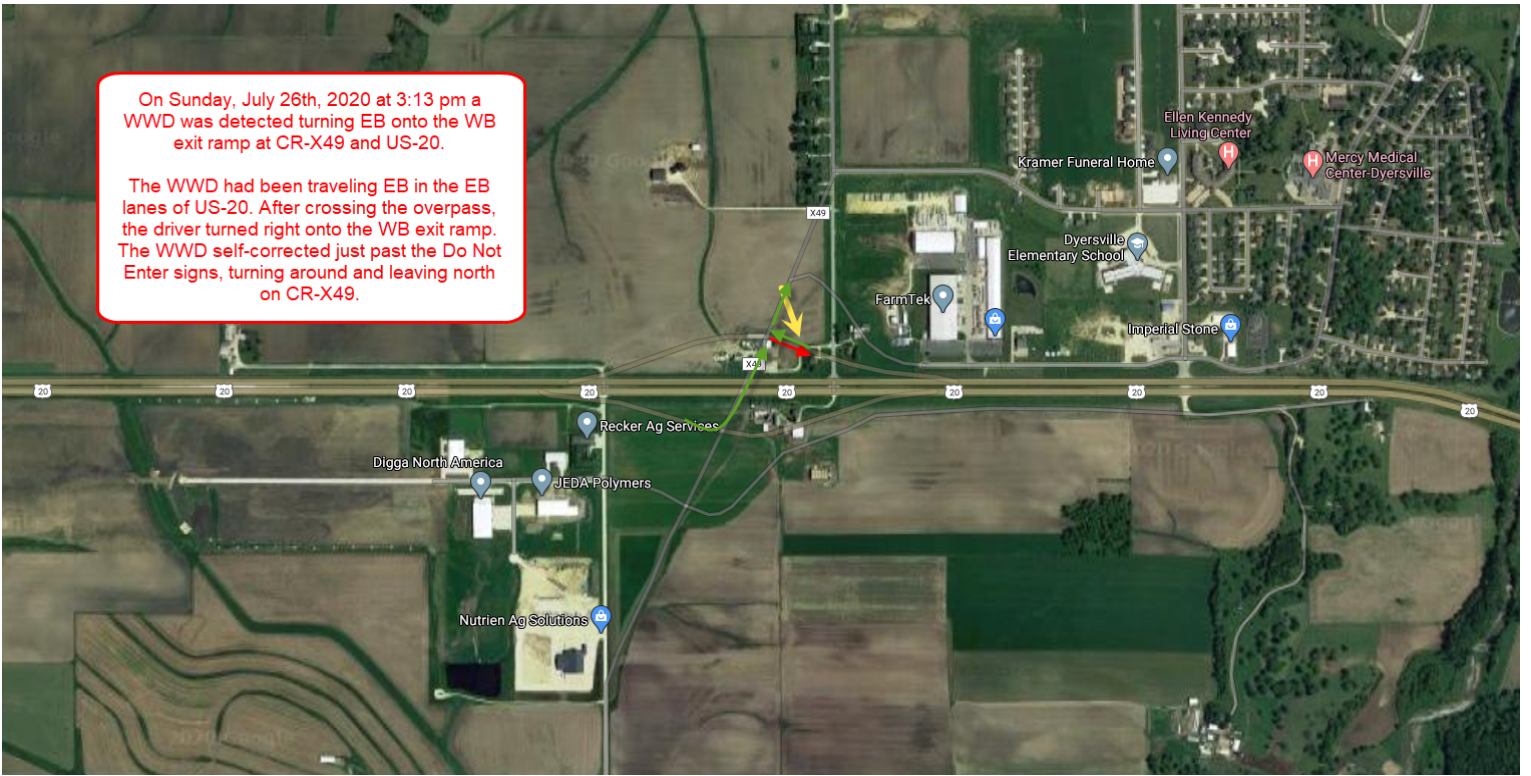 On Sunday, July 26th, 2020 at 3:13 pm a
WWD was detected turning EB onto the WB
exit ramp at CR-X49 and US-20.
The WWD had been traveling EB in the EB
lanes of US-20. After crossing the overpass,
the driver turned right onto the WB exit ramp.
The WWD self-corrected just past the Do Not
Enter signs, turning around and leaving north
on CR-X49.
Ellen Kennedy
Living Center
Kramer Funeral Home
H
H
Mercy Medical
Center-Dyersville
X49
Dyersville
Elementary School
FarmTek
Imperial Stone
X49
20
20
20
20
20
20
20
20
20
Recker Ag Services
Digga North America
JEDA Polymers
Nutrien Ag Solutions